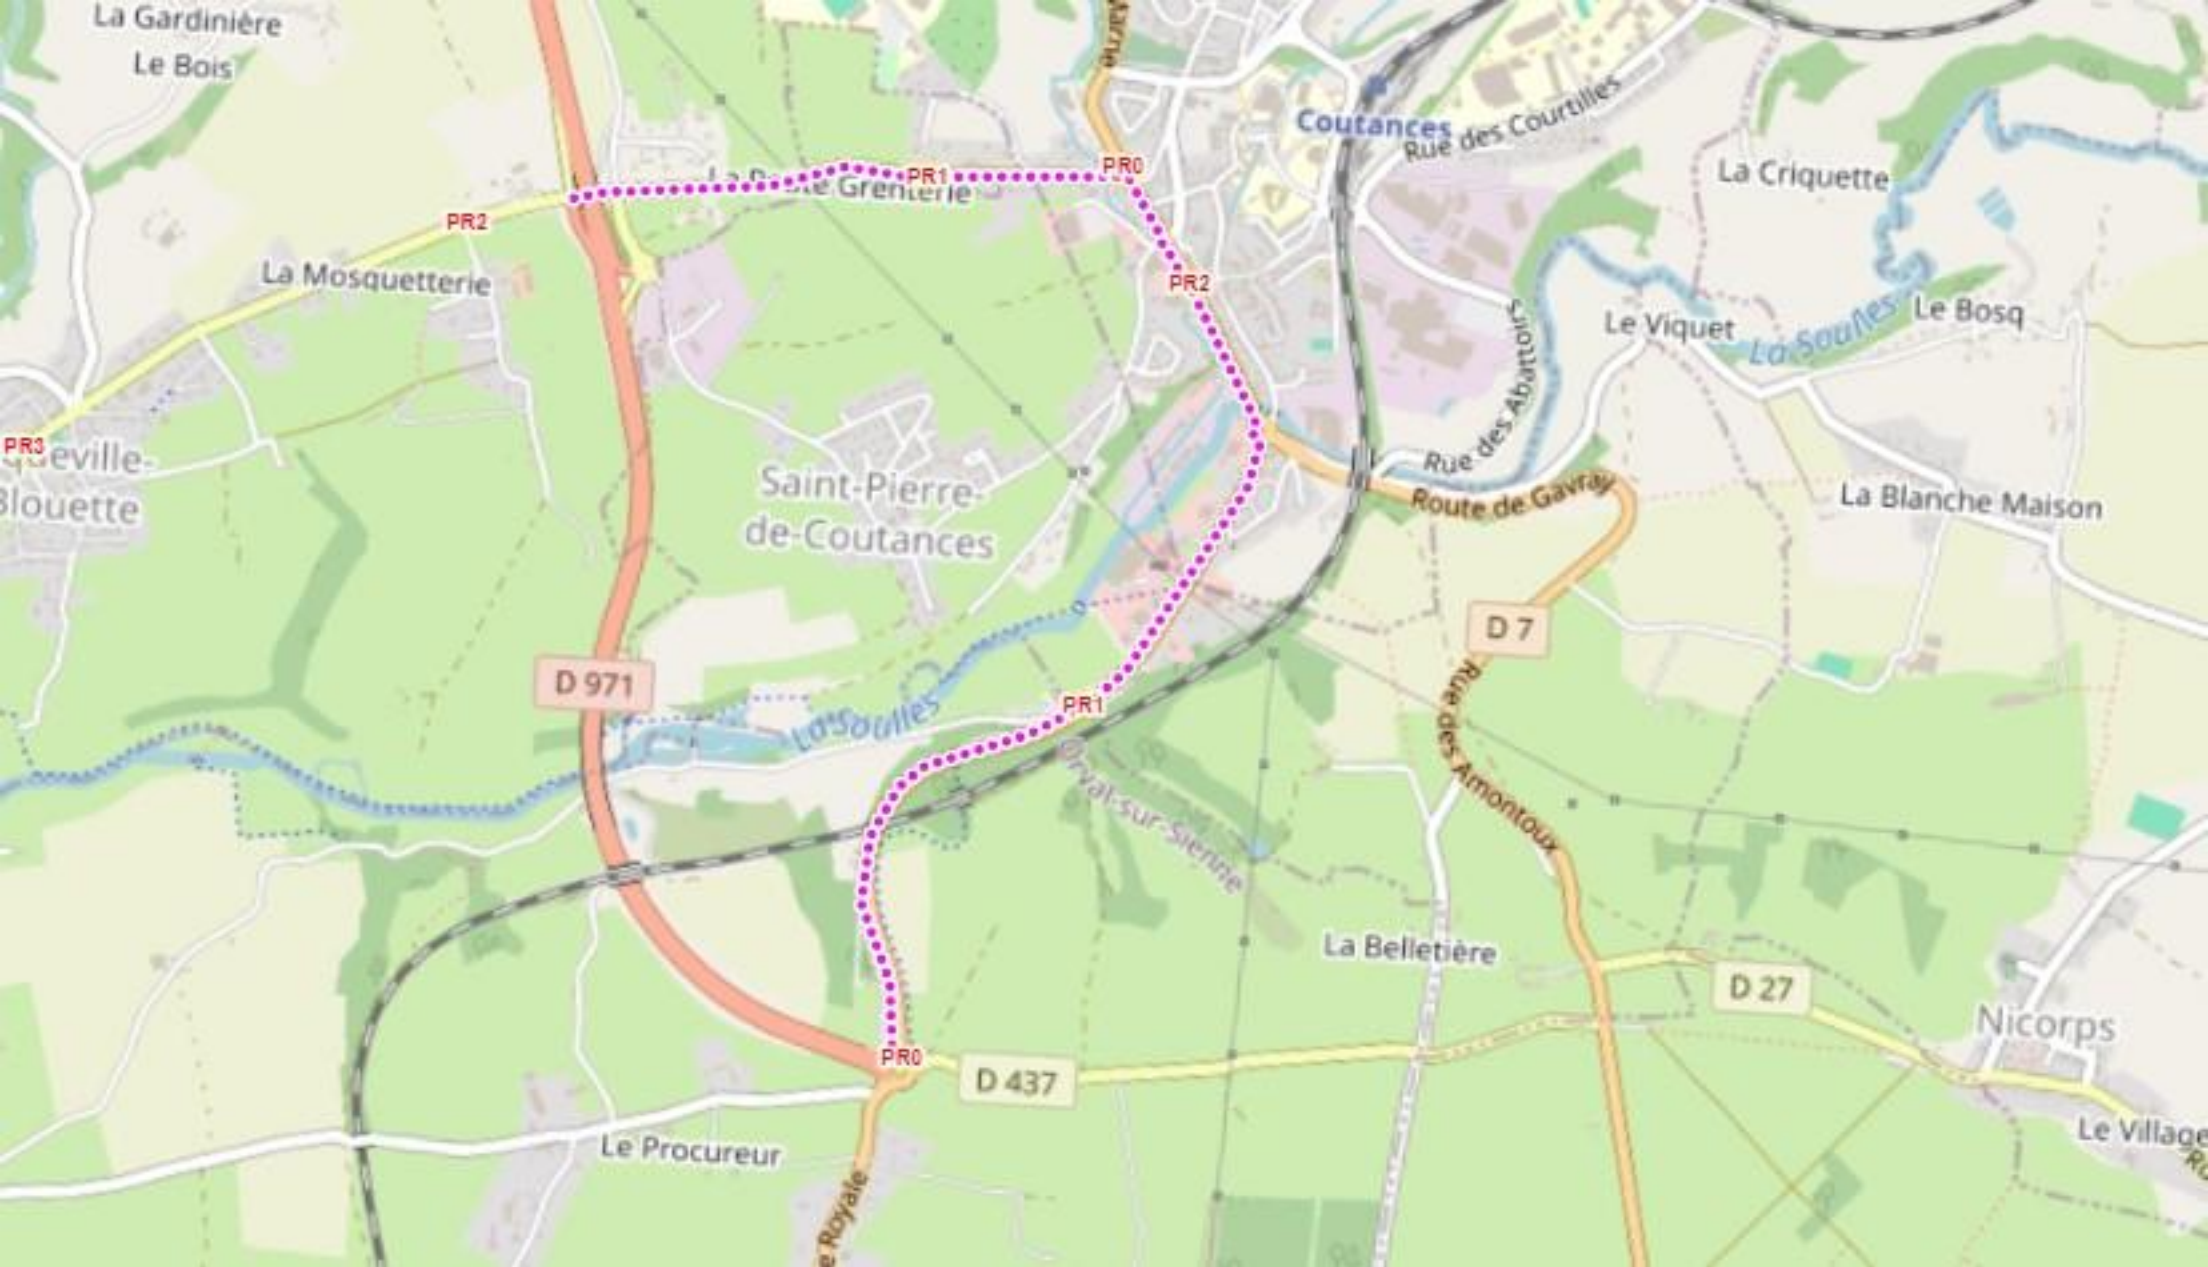 La Gardinière
Le Bois
Coutances
Rue des Courtilles
La Criquette
PR0
PR1
Grenterie
PR2
La Mosquetterie
PR2
Le Viquet
La Soulles
Le Bosq
Rue des Abattoirs
PR3
Blouette
Saint-Pierre-
de-Coutances
Route de Gavray
La Blanche Maison
D 7
D 971
Rue des Amontoux
PR1
La Soulles
Orval-sur-Sienne
La Belletière
D 27
Nicorps
PR0
D 437
Le Procureur
Le Village
Royale